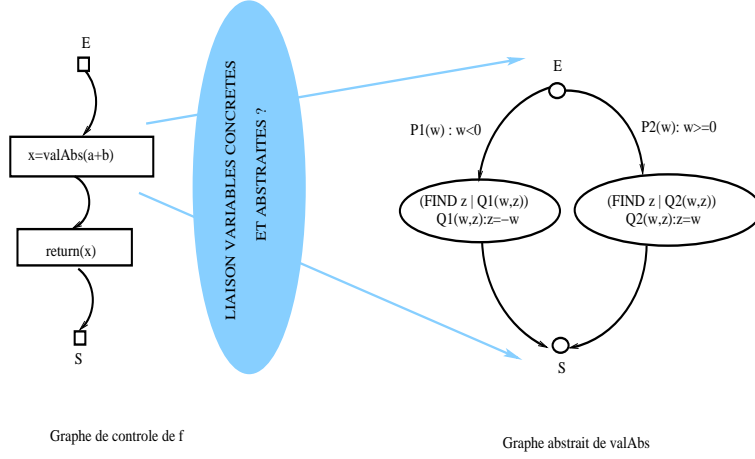 E
x=valAbs(a+b)
return(x)
S
LIAISON VARIABLES CONCRETES
ET ABSTRAITES ?
E
P1(w) : w<0
P2(w): w>=0
(FIND z | Q1(w,z))
Q1(w,z):z=-w
(FIND z | Q2(w,z))
Q2(w,z):z=w
S
Graphe de controle de f
Graphe abstrait de valAbs